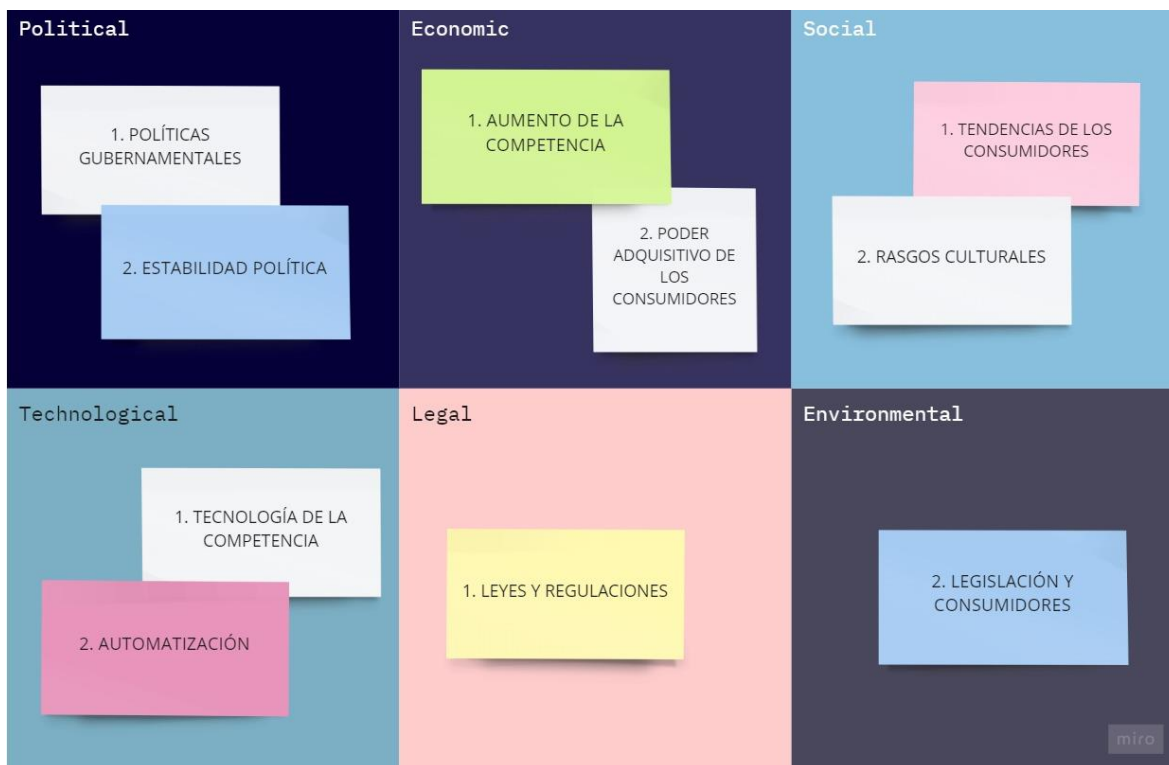 Political
1. POLÍTICAS
GUBERNAMENTALES
2. ESTABILIDAD POLÍTICA
Economic
1. AUMENTO DE LA
COMPETENCIA
2. PODER
ADQUISITIVO DE
LOS
CONSUMIDORES
Social
1. TENDENCIAS DE LOS
CONSUMIDORES
2. RASGOS CULTURALES
Technological
1. TECNOLOGÍA DE LA
COMPETENCIA
2. AUTOMATIZACIÓN
Legal
1. LEYES Y REGULACIONES
Environmental
2. LEGISLACIÓN Y
CONSUMIDORES
miro